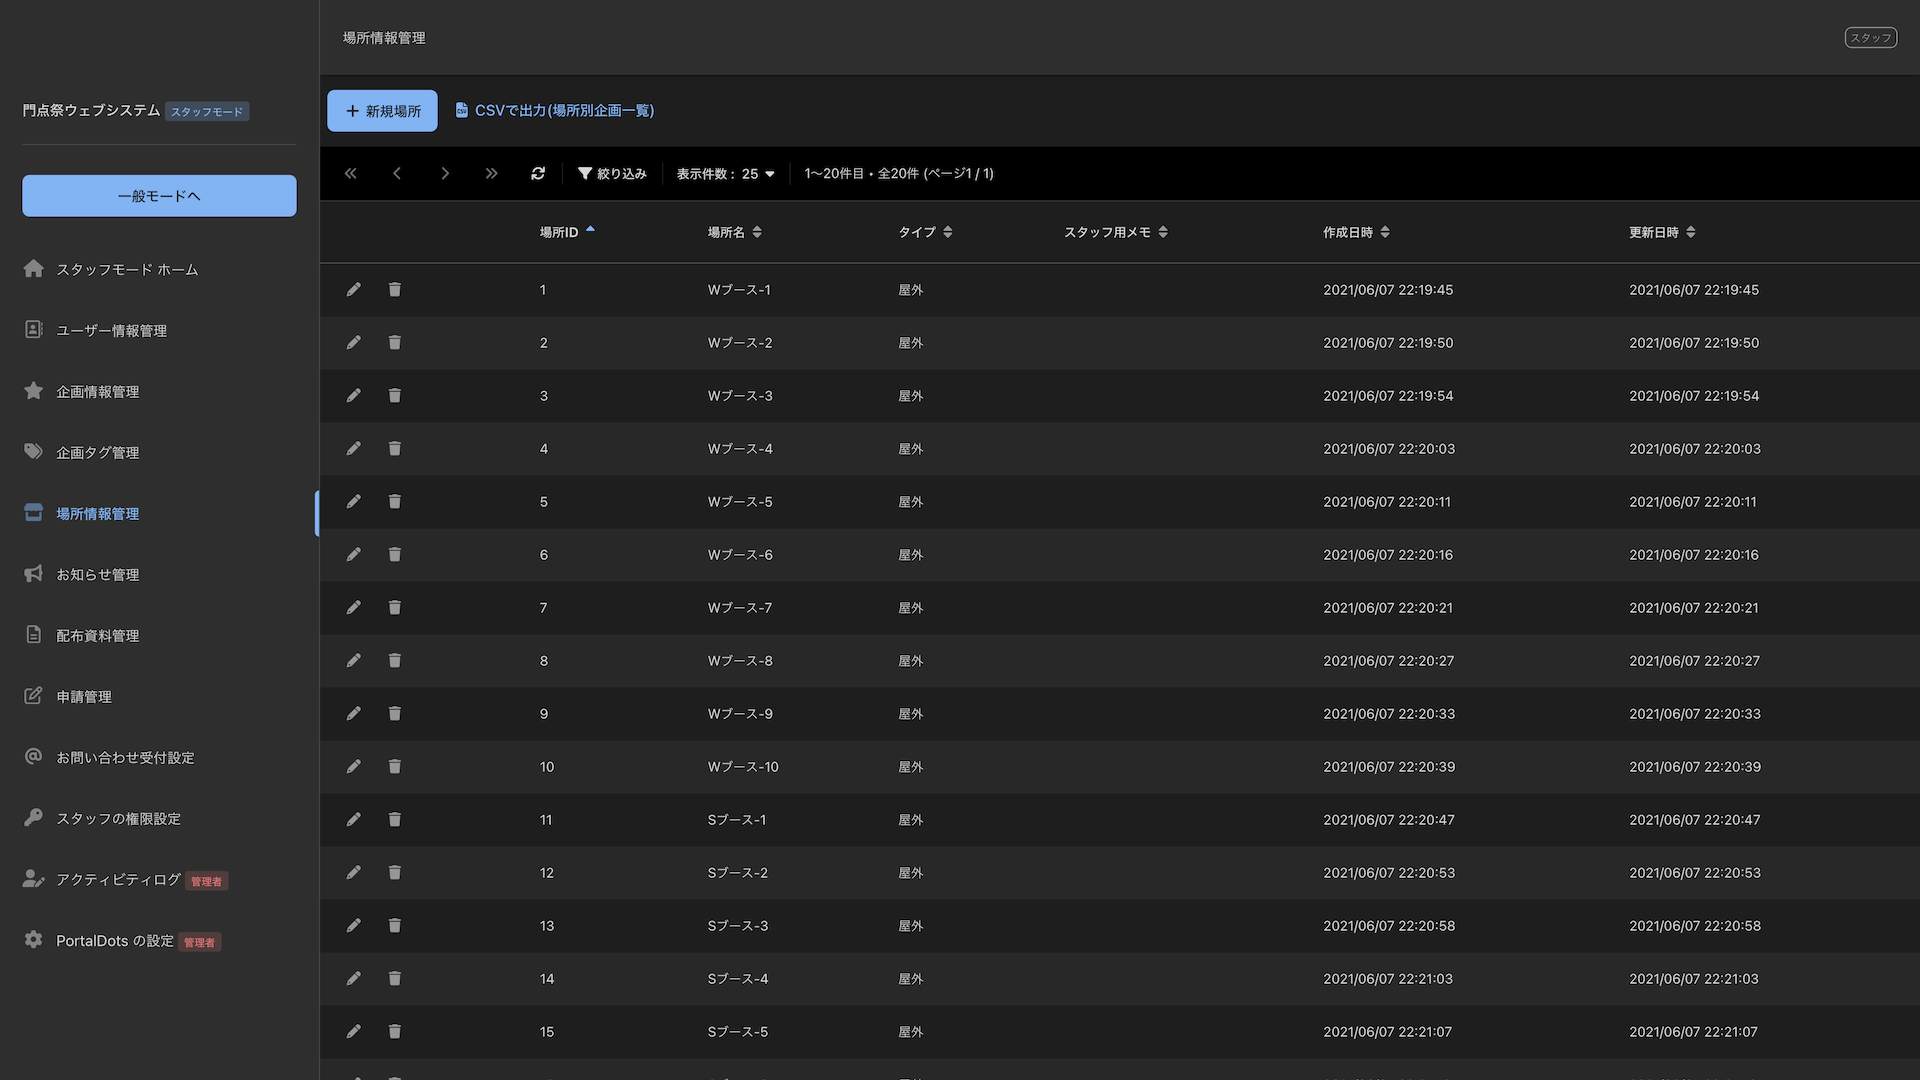 場所情報管理
スタッフ
門点祭ウェブシステム スタッフモード
一般モードへ
スタッフモード ホーム
ユーザー情報管理
企画情報管理
企画タグ管理
場所情報管理
お知らせ管理
配布資料管理
申請管理
お問い合わせ受付設定
スタッフの権限設定
アクティビティログ 管理者
PortalDots の設定 管理者
新規場所 CSVで出力(場所別企画一覧)
絞り込み 表示件数： 25 1〜20件目・全20件 (ページ1 / 1)
場所ID 場所名 タイプ スタッフ用メモ 作成日時 更新日時
1 Wブース-1 屋外 2021/06/07 22:19:45 2021/06/07 22:19:45
2 Wブース-2 屋外 2021/06/07 22:19:50 2021/06/07 22:19:50
3 Wブース-3 屋外 2021/06/07 22:19:54 2021/06/07 22:19:54
4 Wブース-4 屋外 2021/06/07 22:20:03 2021/06/07 22:20:03
5 Wブース-5 屋外 2021/06/07 22:20:11 2021/06/07 22:20:11
6 Wブース-6 屋外 2021/06/07 22:20:16 2021/06/07 22:20:16
7 Wブース-7 屋外 2021/06/07 22:20:21 2021/06/07 22:20:21
8 Wブース-8 屋外 2021/06/07 22:20:27 2021/06/07 22:20:27
9 Wブース-9 屋外 2021/06/07 22:20:33 2021/06/07 22:20:33
10 Wブース-10 屋外 2021/06/07 22:20:39 2021/06/07 22:20:39
11 Sブース-1 屋外 2021/06/07 22:20:47 2021/06/07 22:20:47
12 Sブース-2 屋外 2021/06/07 22:20:53 2021/06/07 22:20:53
13 Sブース-3 屋外 2021/06/07 22:20:58 2021/06/07 22:20:58
14 Sブース-4 屋外 2021/06/07 22:21:03 2021/06/07 22:21:03
15 Sブース-5 屋外 2021/06/07 22:21:07 2021/06/07 22:21:07